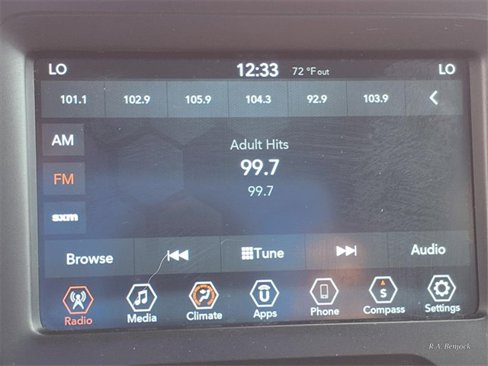 LO 12:33 72 °F out LO
101.1 102.9 105.9 104.3 92.9 103.9
AM
Adult Hits
99.7
FM
99.7
sxm
Browse Tune Audio
Radio Media Climate Apps Phone Compass Settings
S
R.A. Bentock